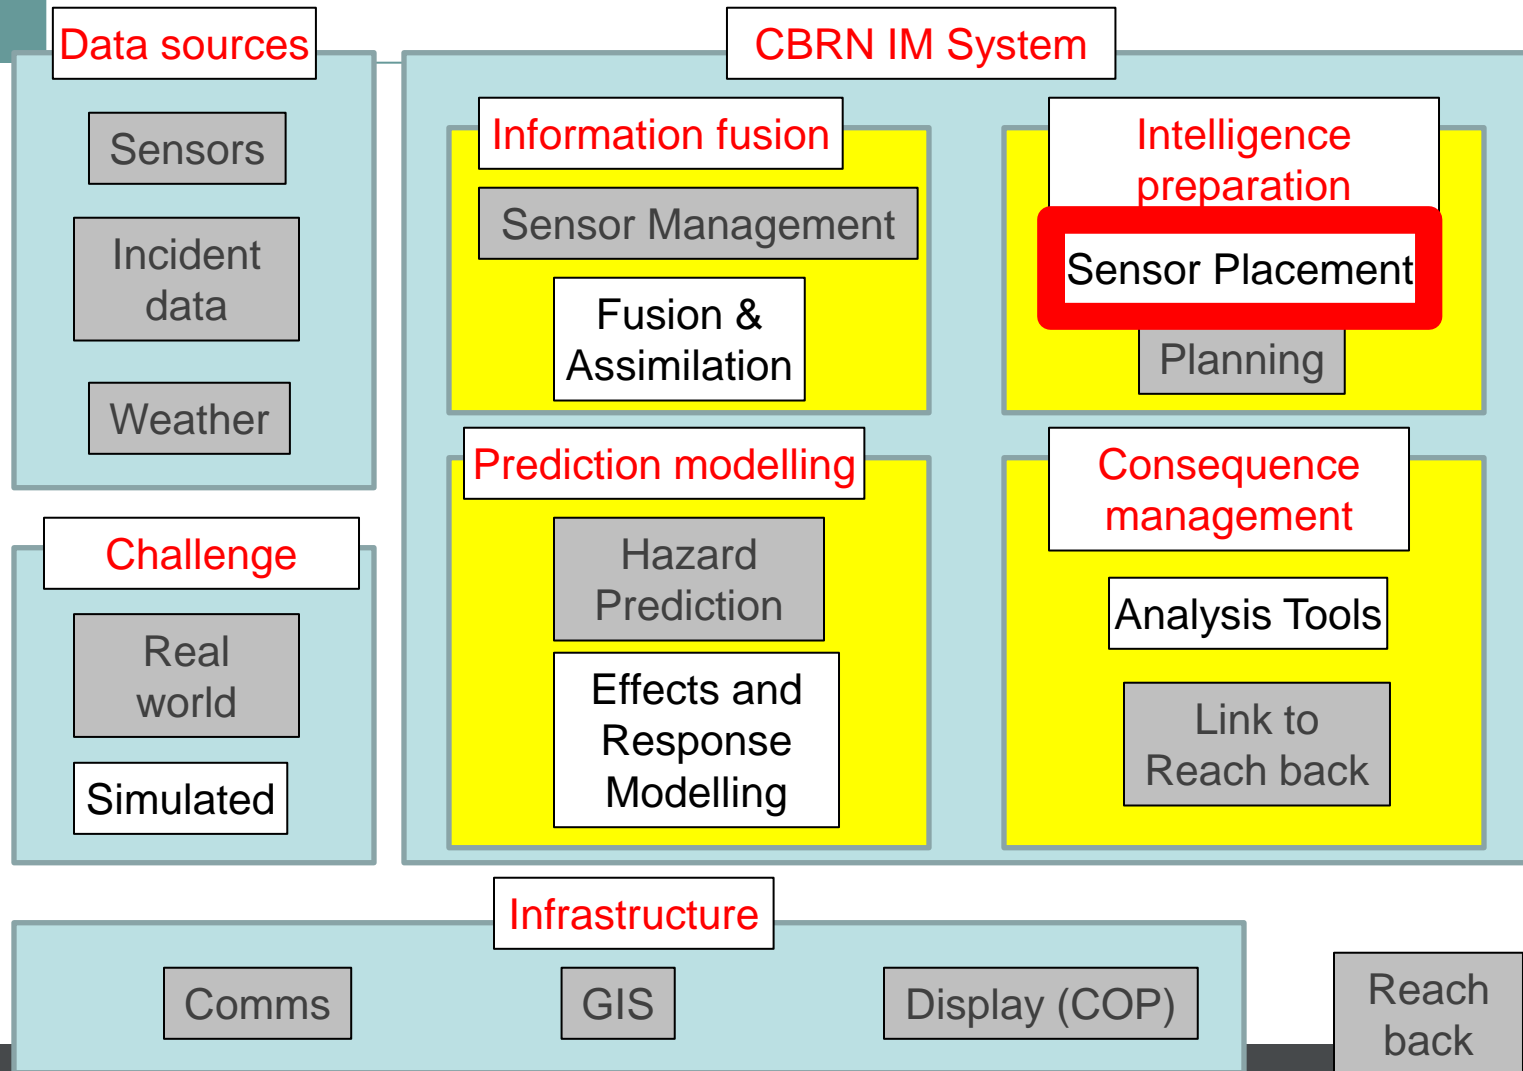 Data sources
Sensors
Incident
data
Weather
Challenge
Real
world
Simulated
CBRN IM System
Information fusion
Sensor Management
Fusion &
Assimilation
Intelligence
preparation
Sensor Placement
Planning
Prediction modelling
Hazard
Prediction
Effects and
Response
Modelling
Consequence
management
Analysis Tools
Link to
Reach back
Infrastructure
Comms
GIS
Display (COP)
Reach
back